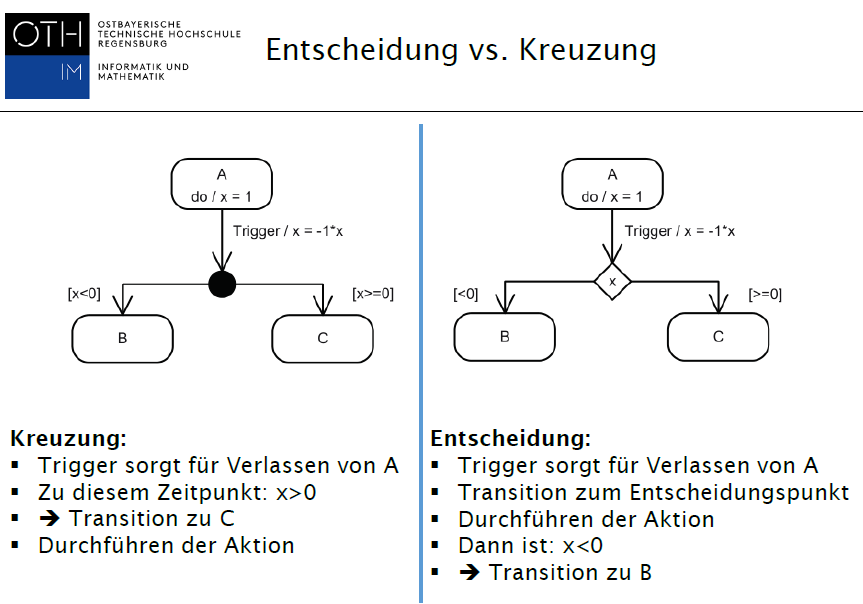 OTH
OSTBAYERISCHE
TECHNISCHE HOCHSCHULE
REGENSBURG
IM
INFORMATIK UND
MATHEMATIK
Entscheidung vs. Kreuzung
A
do / x = 1
Trigger / x = -1*x
[x<0]
[x>=0]
B
C
Kreuzung:
▪ Trigger sorgt für Verlassen von A
▪ Zu diesem Zeitpunkt: x>0
▪ → Transition zu C
▪ Durchführen der Aktion
A
do / x = 1
Trigger / x = -1*x
x
[<0]
[>=0]
B
C
Entscheidung:
▪ Trigger sorgt für Verlassen von A
▪ Transition zum Entscheidungspunkt
▪ Durchführen der Aktion
▪ Dann ist: x<0
▪ → Transition zu B